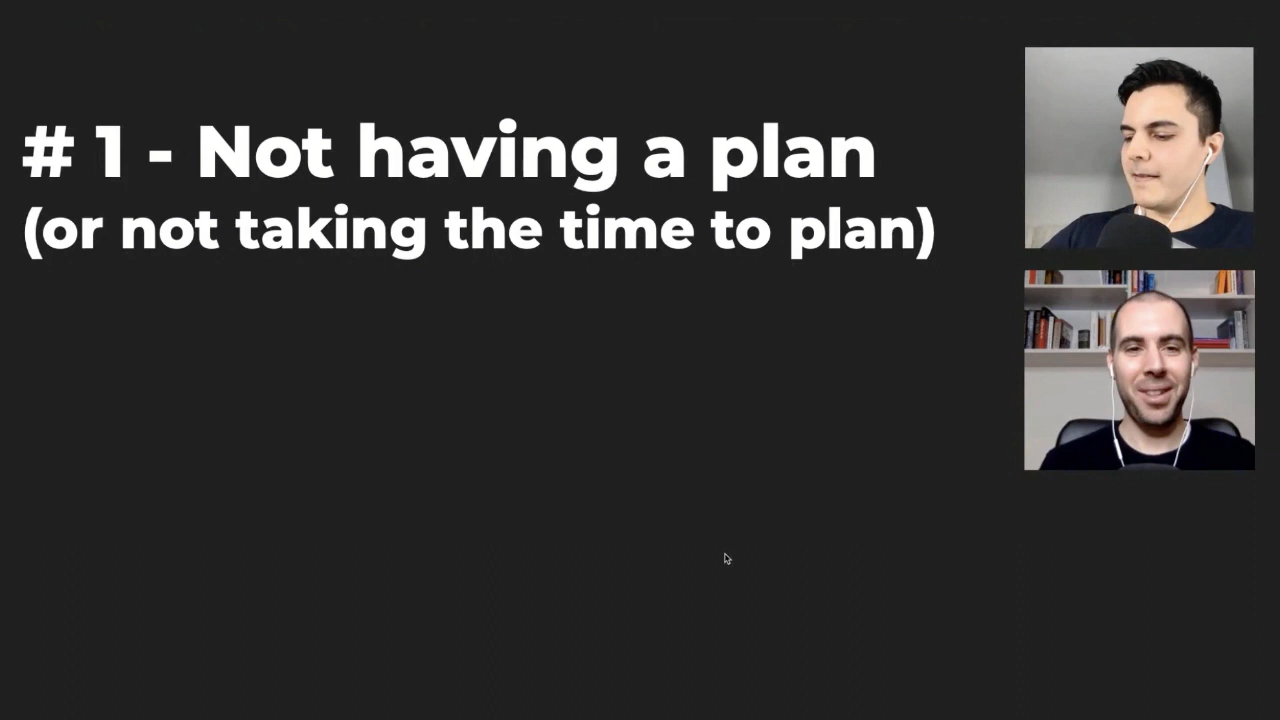 # 1 - Not having a plan
(or not taking the time to plan)